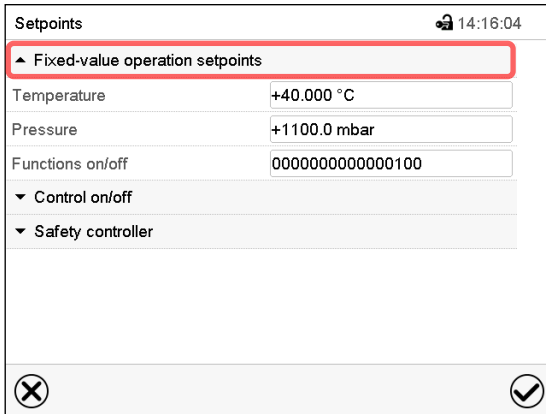 Setpoints 14:16:04
Fixed-value operation setpoints
Temperature +40.000 °C
Pressure +1100.0 mbar
Functions on/off 0000000000000100
Control on/off
Safety controller